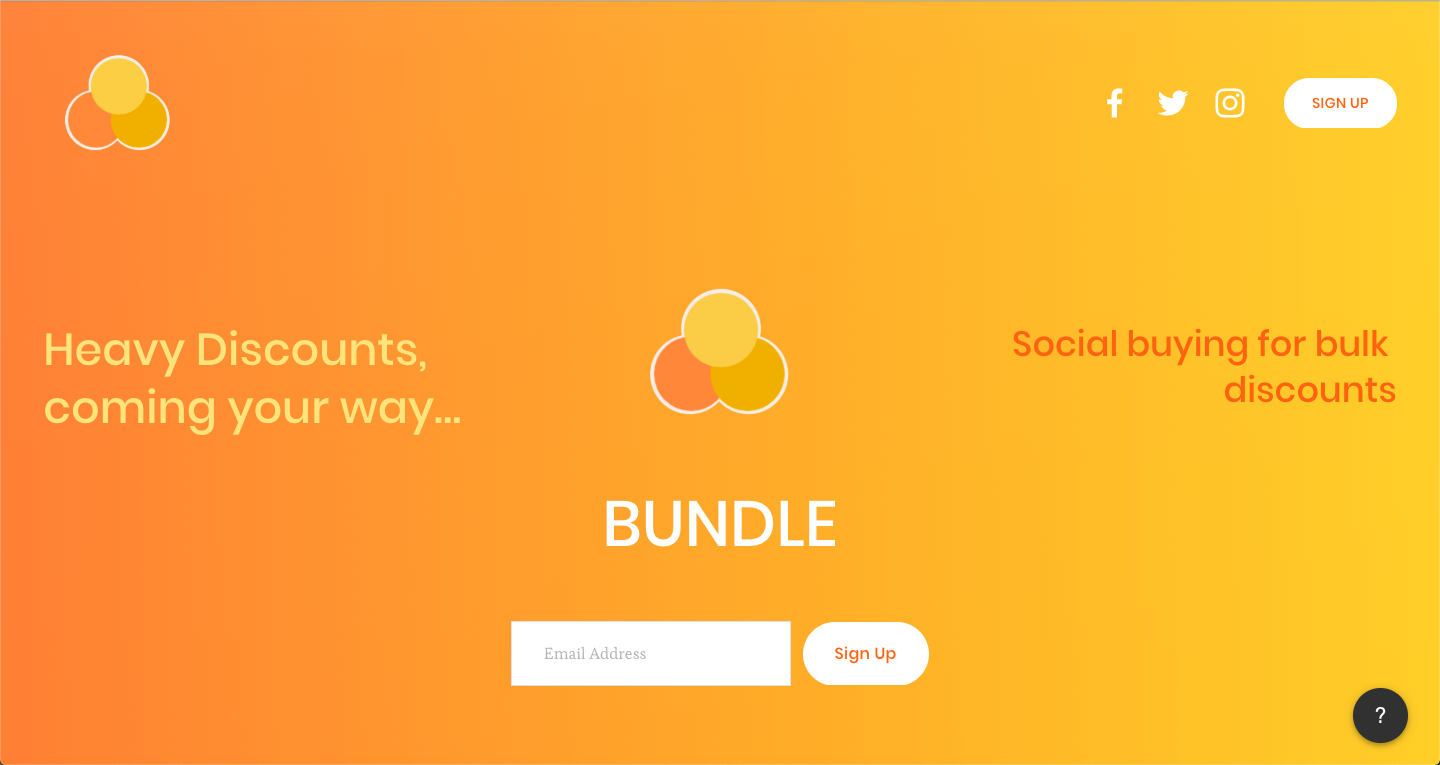 SIGN UP
Heavy Discounts,
coming your way...
Social buying for bulk
discounts
BUNDLE
Email Address
Sign Up
?